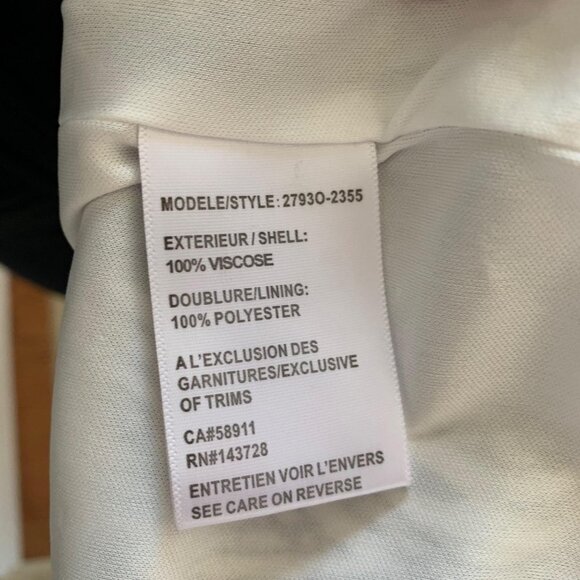 MODELE/STYLE: 2793O-2355
EXTERIEUR / SHELL:
100% VISCOSE
DOUBLURE/LINING:
100% POLYESTER
A L'EXCLUSION DES
GARNITURES/EXCLUSIVE
OF TRIMS
CA#58911
RN#143728
ENTRETIEN VOIR L'ENVERS
SEE CARE ON REVERSE